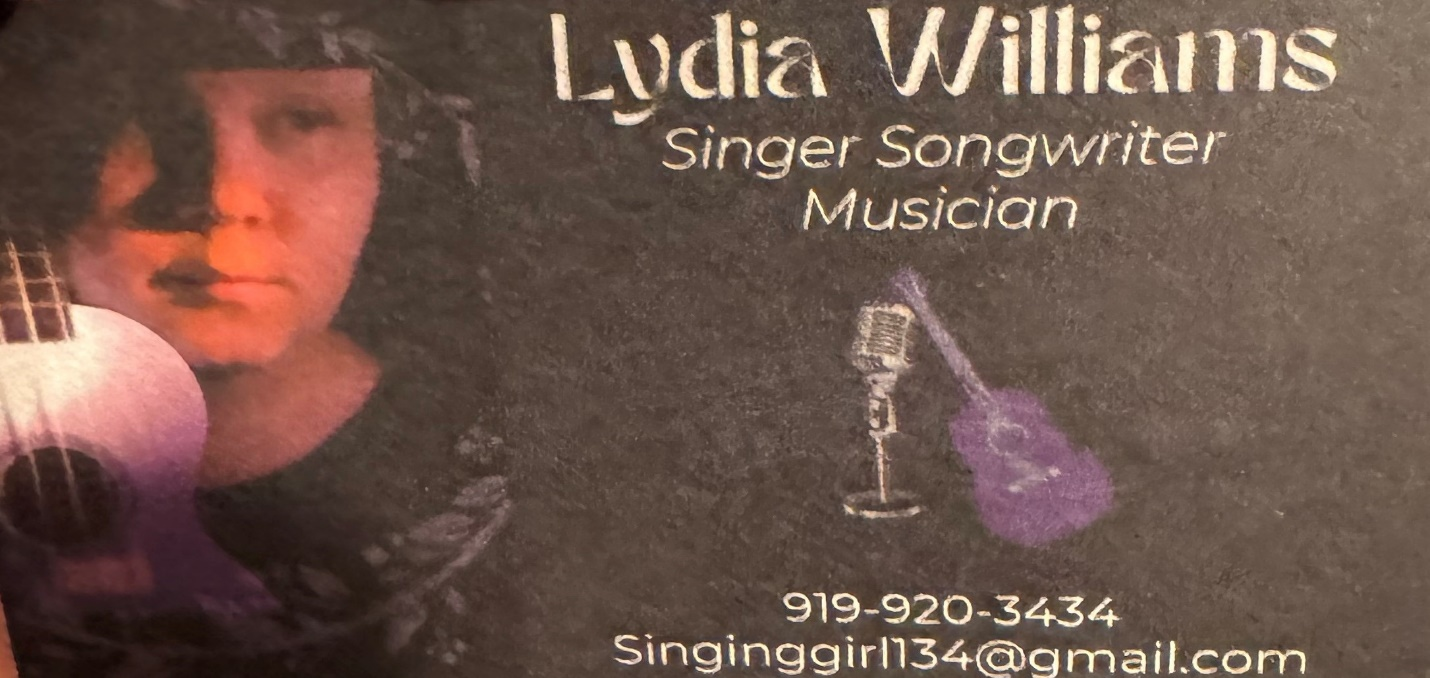 Lydia Williams
Singer Songwriter
Musician
919-920-3434
Singinggirl134@gmail.com